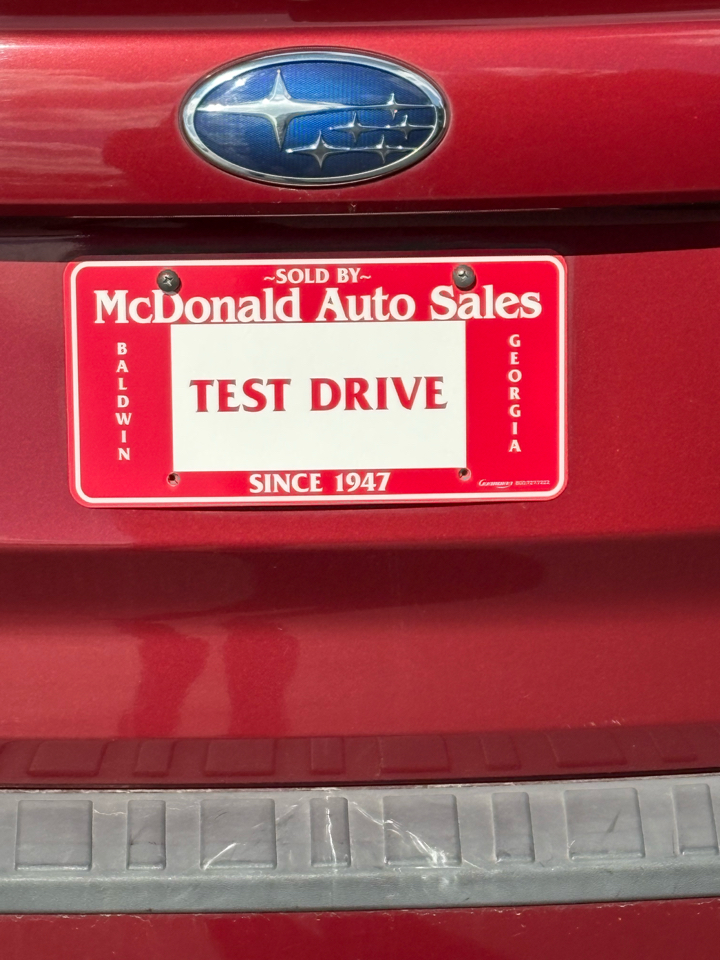 ~SOLD BY~
McDonald Auto Sales
BALDWIN
TEST DRIVE
GEORGIA
SINCE 1947